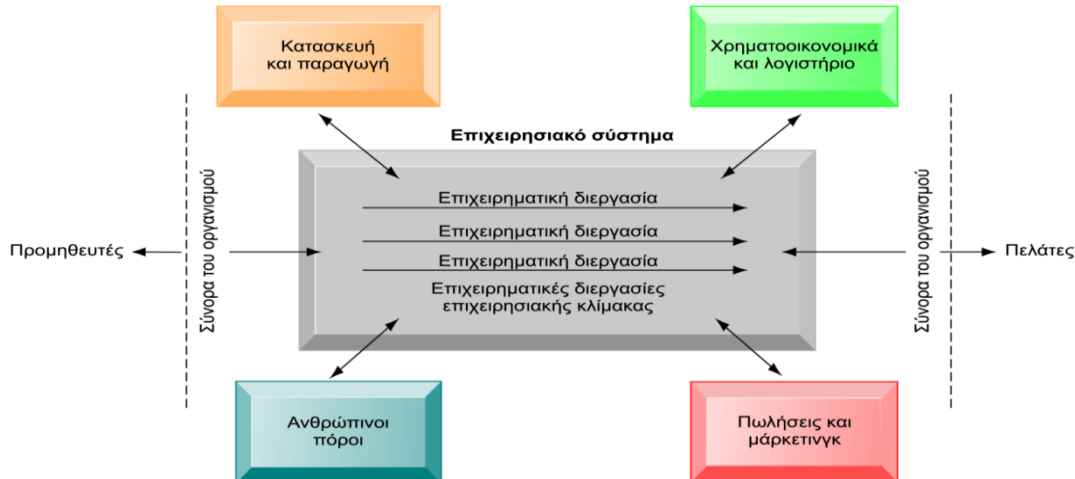 Κατασκευή
και παραγωγή
Χρηματοοικονομικά
και λογιστήριο
Επιχειρησιακό σύστημα
Σύνορα του οργανισμού
Επιχειρηματική διεργασία
Επιχειρηματική διεργασία
Επιχειρηματική διεργασία
Επιχειρηματικές διεργασίες
επιχειρησιακής κλίμακας
Σύνορα του οργανισμού
Προμηθευτές
Πελάτες
Ανθρώπινοι
πόροι
Πωλήσεις και
μάρκετινγκ